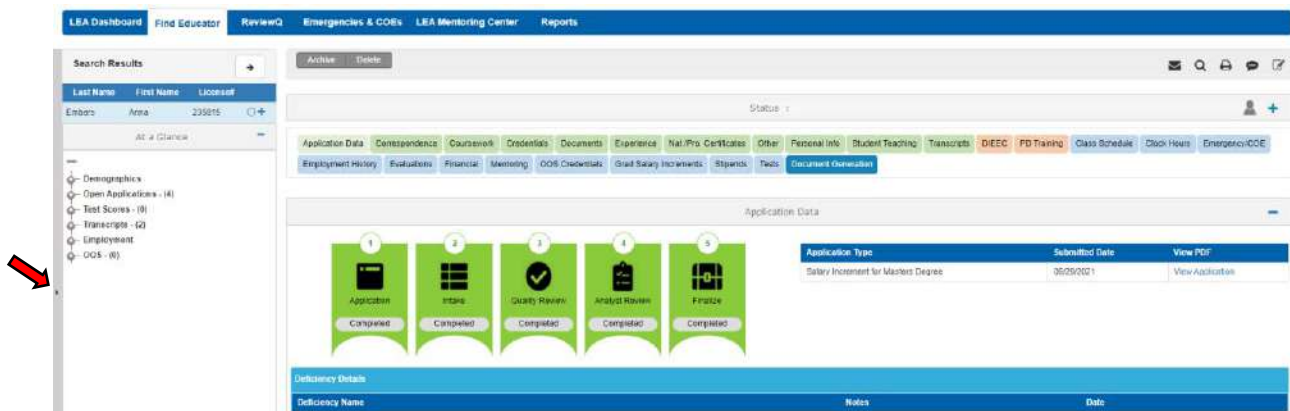 LEA Dashboard Find Educator ReviewQ Emergencies & COEs LEA Mentoring Center Reports
Search Results
Archive Delete
Last Name First Name License#
Embers Anna 235815
At a Glance
Demographics
Open Applications - (4)
Test Scores - (0)
Transcripts - (2)
Employment
OOS - (0)
Status :
Application Data Correspondence Coursework Credentials Documents Experience Nat./Pro. Certificates Other Personal Info Student Teaching Transcripts DIEEC PD Training Class Schedule Clock Hours Emergency/COE
Employment History Evaluations Financial Mentoring OOS Credentials Grad Salary Increments Stipends Tests Document Generation
Application Data
1 2 3 4 5
Application Intake Quality Review Analyst Review Finalize
Completed Completed Completed Completed Completed
Application Type Submitted Date View PDF
Salary Increment for Masters Degree 06/29/2021 View Application
Deficiency Details
Deficiency Name Notes Date